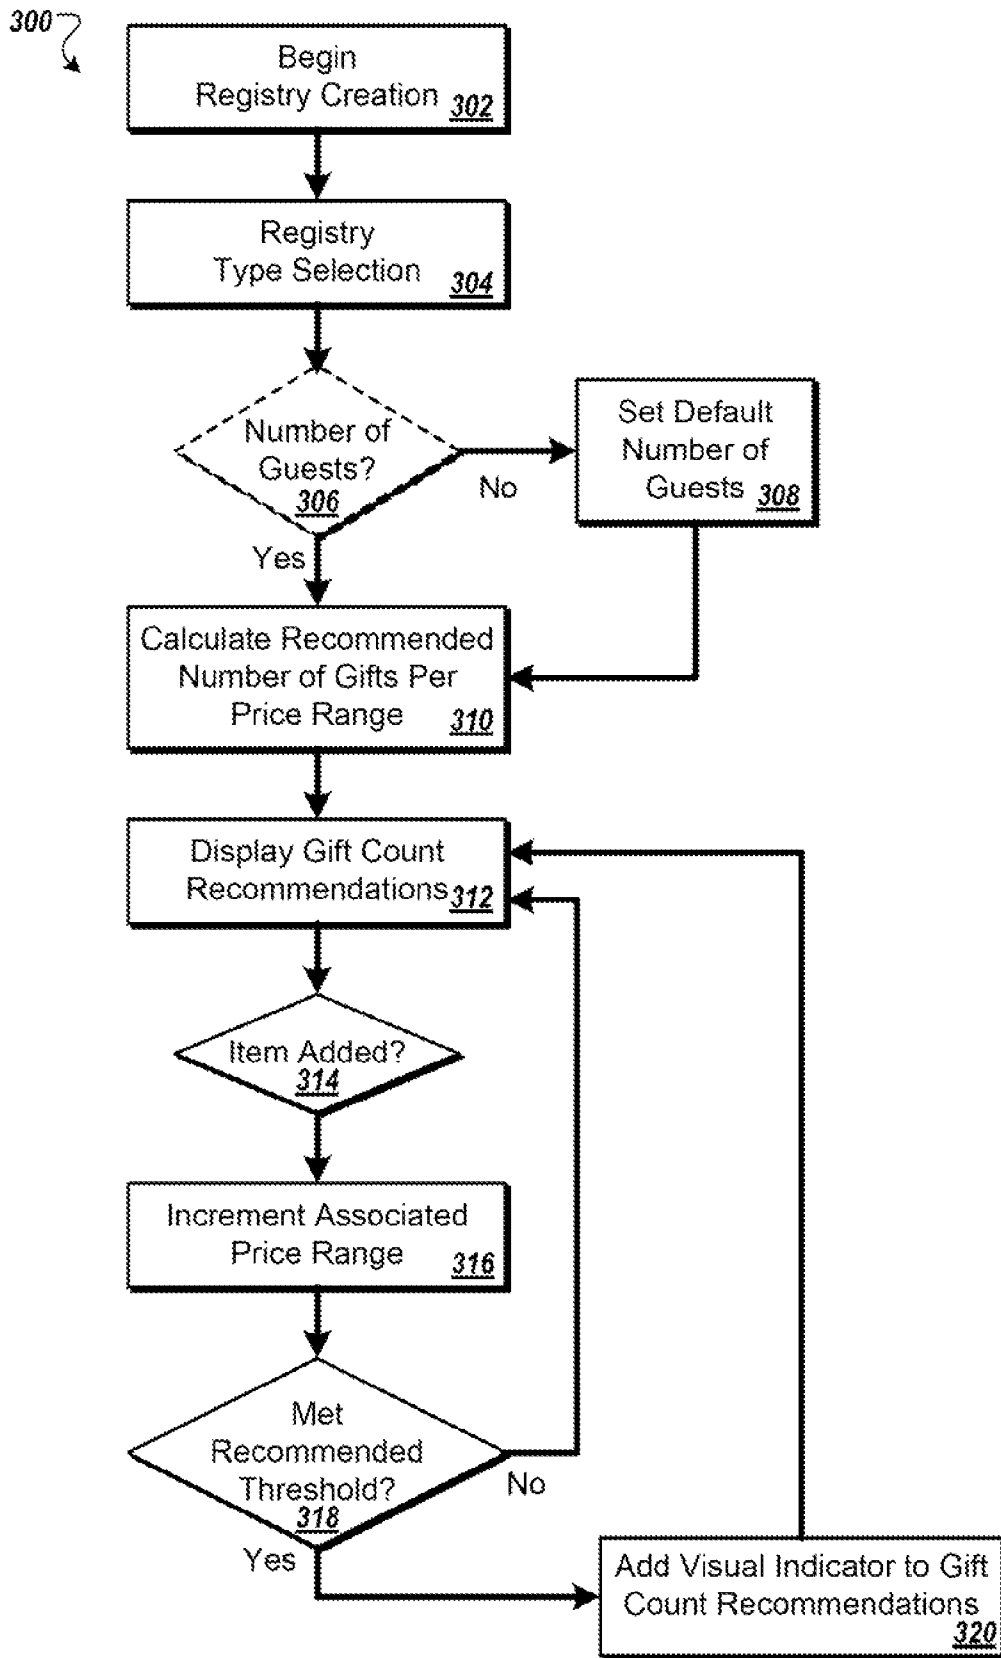 300
Begin
Registry Creation 302
Registry
Type Selection 304
Number of
Guests?
306
No
Set Default
Number of
Guests 308
Yes
Calculate Recommended
Number of Gifts Per
Price Range 310
Display Gift Count
Recommendations 312
Item Added?
314
Increment Associated
Price Range 316
Met
Recommended
Threshold?
318
No
Yes
Add Visual Indicator to Gift
Count Recommendations
320